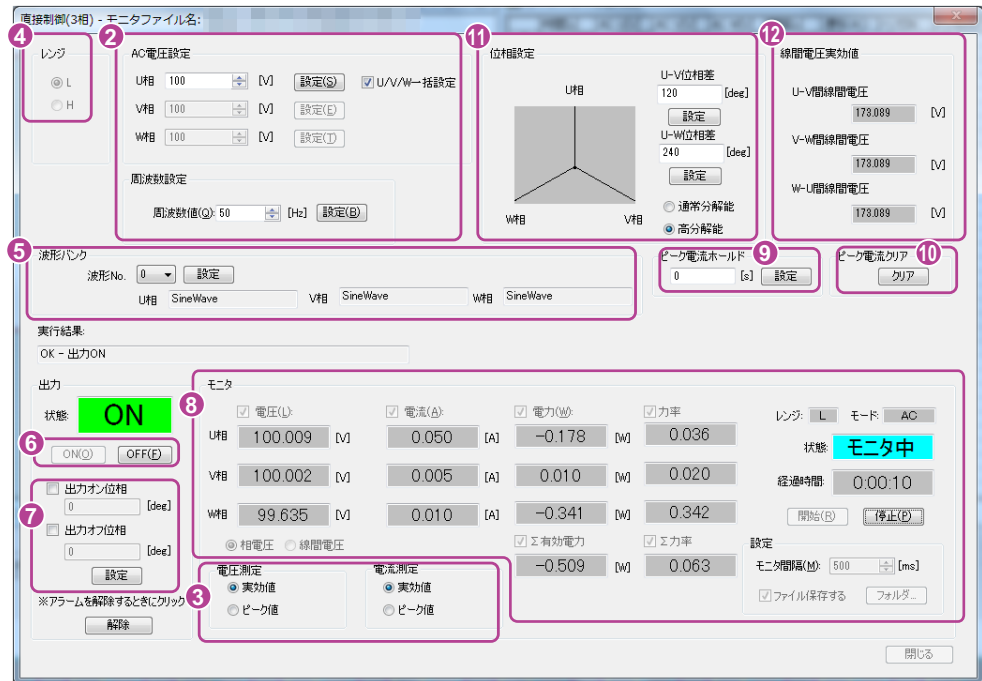 直接制御(3相) - モニタファイル名:
4
レンジ
L
H
2
AC電圧設定
U相 100 [V] 設定(S) U/V/W一括設定
V相 100 [V] 設定(E)
W相 100 [V] 設定(T)
周波数設定
周波数値(Q): 50 [Hz] 設定(B)
11
位相設定
U相
W相 V相
U-V位相差
120 [deg]
設定
U-W位相差
240 [deg]
設定
通常分解能
高分解能
12
線間電圧実効値
U-V間線間電圧
173.089 [V]
V-W間線間電圧
173.089 [V]
W-U間線間電圧
173.089 [V]
5
波形バンク
波形No. 0 設定
U相 SineWave V相 SineWave W相 SineWave
9
ピーク電流ホールド
0 [s] 設定
10
ピーク電流クリア
クリア
実行結果:
OK - 出力ON
出力
状態: ON
6
ON(O) OFF(F)
7
出力オン位相
0 [deg]
出力オフ位相
0 [deg]
設定
※アラームを解除するときにクリック
解除
8
モニタ
電圧(L): 電流(A): 電力(W): 力率
U相 100.009 [V] 0.050 [A] -0.178 [W] 0.036
V相 100.002 [V] 0.005 [A] 0.010 [W] 0.020
W相 99.635 [V] 0.010 [A] -0.341 [W] 0.342
相電圧 線間電圧
Σ有効電力 Σ力率
-0.509 [W] 0.063
レンジ: L モード: AC
状態: モニタ中
経過時間: 0:00:10
開始(R) 停止(P)
設定
モニタ間隔(M): 500 [ms]
ファイル保存する フォルダ...
3
電圧測定
実効値
ピーク値
電流測定
実効値
ピーク値
閉じる